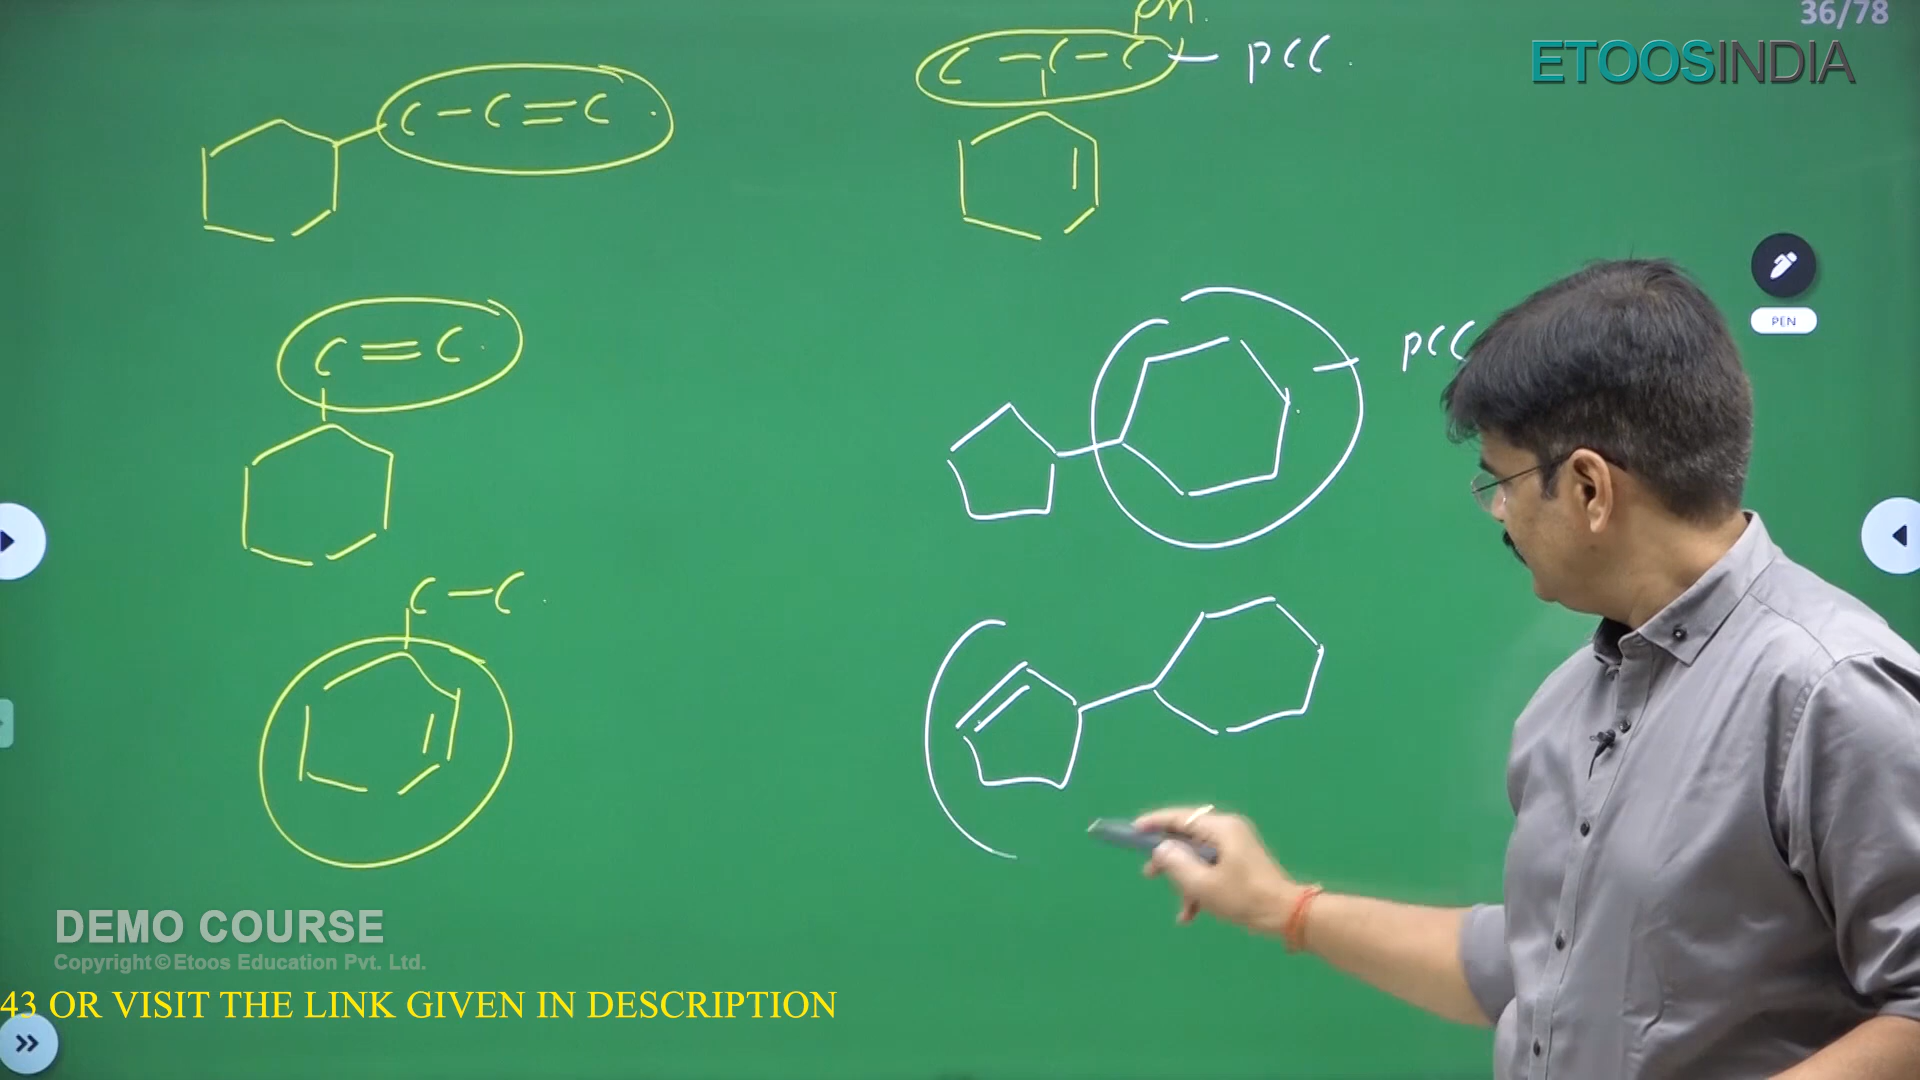 36/78
ETOOSINDIA
ph.
C – C – C – PCC.
C – C = C
PEN
C = C
PCC
C – C
DEMO COURSE
Copyright © Etoos Education Pvt. Ltd.
43 OR VISIT THE LINK GIVEN IN DESCRIPTION